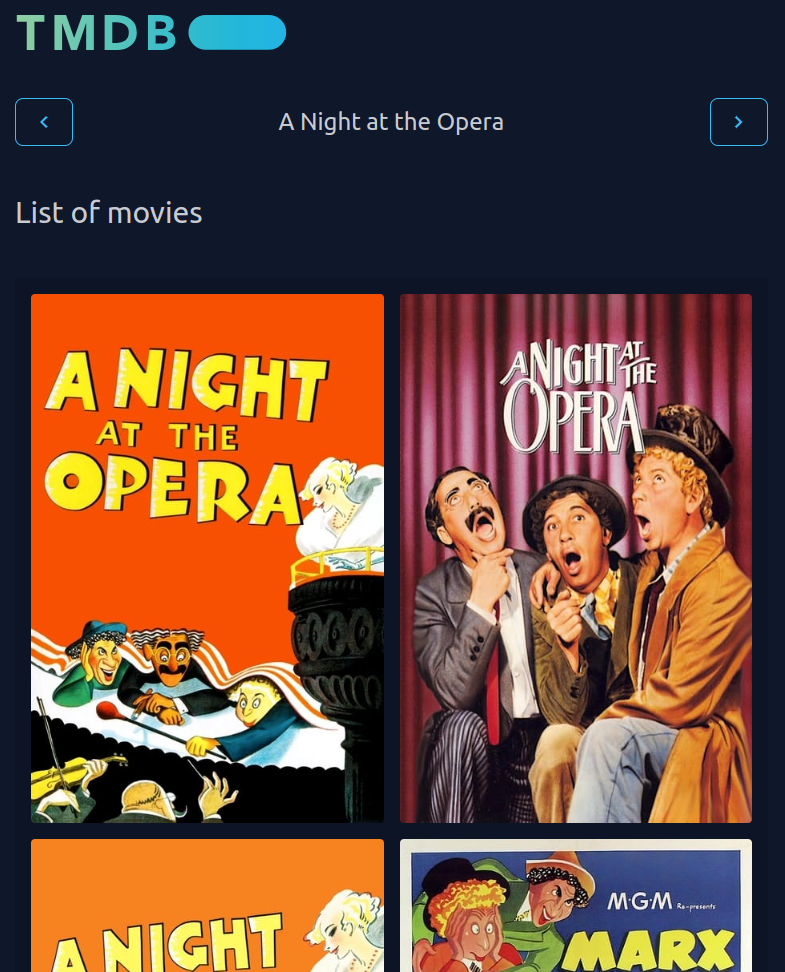 TMDB
A Night at the Opera
List of movies
A NIGHT
AT THE
OPERA
A NIGHT AT
THE
OPERA
A NIGHT
M·G·M Re-presents
MARX